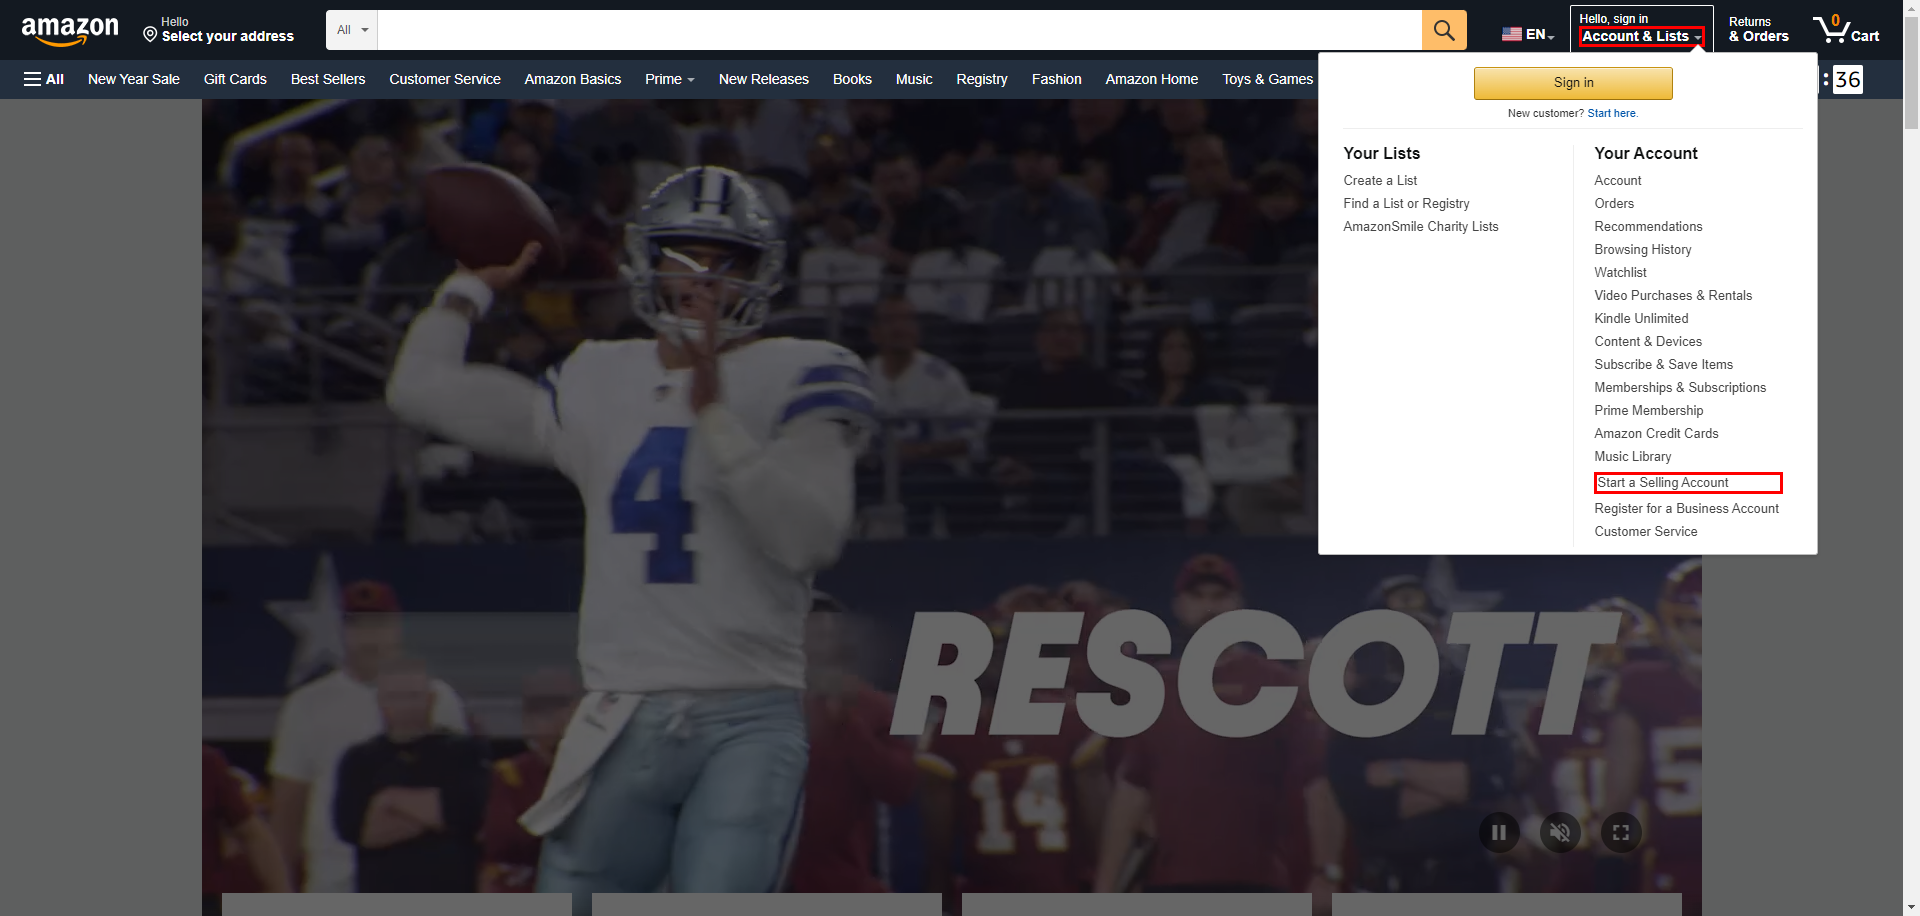 amazon
Hello
Select your address
All
EN
Hello, sign in
Account & Lists
Returns
& Orders
0
Cart
All
New Year Sale
Gift Cards
Best Sellers
Customer Service
Amazon Basics
Prime
New Releases
Books
Music
Registry
Fashion
Amazon Home
Toys & Games
: 36
Sign in
New customer? Start here.
Your Lists
Create a List
Find a List or Registry
AmazonSmile Charity Lists
Your Account
Account
Orders
Recommendations
Browsing History
Watchlist
Video Purchases & Rentals
Kindle Unlimited
Content & Devices
Subscribe & Save Items
Memberships & Subscriptions
Prime Membership
Amazon Credit Cards
Music Library
Start a Selling Account
Register for a Business Account
Customer Service
4
RESCOTT
14
5